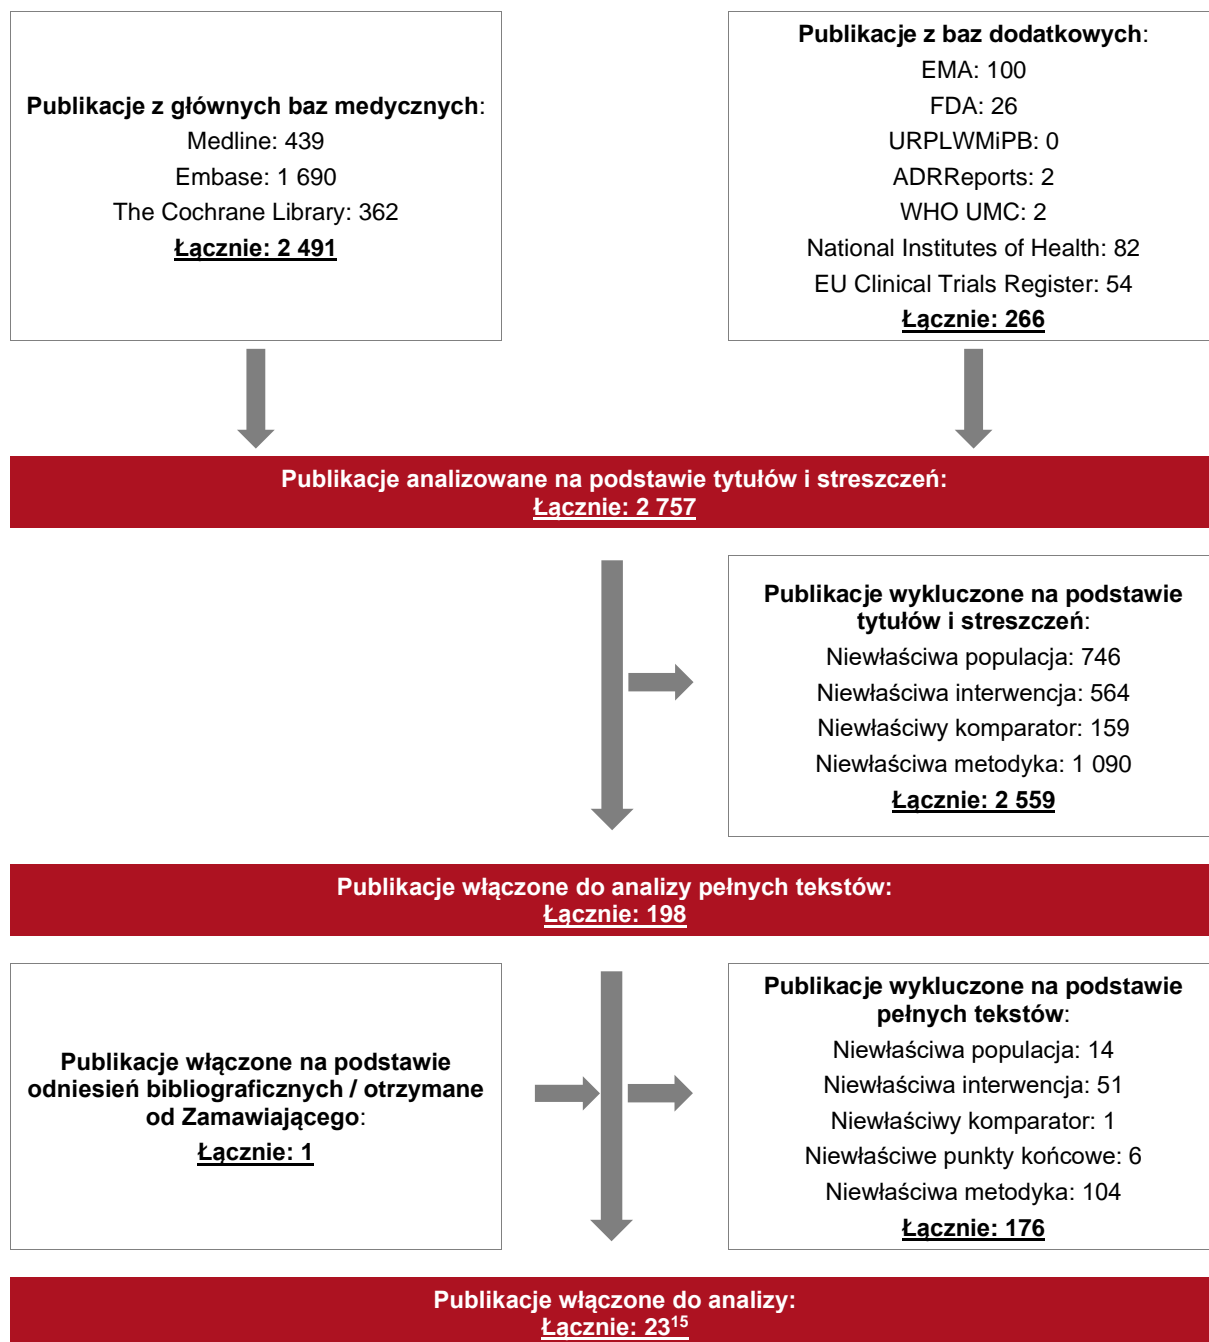 Publikacje z głównych baz medycznych:
Medline: 439
Embase: 1 690
The Cochrane Library: 362
Łącznie: 2 491
Publikacje z baz dodatkowych:
EMA: 100
FDA: 26
URPLWMiPB: 0
ADRReports: 2
WHO UMC: 2
National Institutes of Health: 82
EU Clinical Trials Register: 54
Łącznie: 266
Publikacje analizowane na podstawie tytułów i streszczeń:
Łącznie: 2 757
Publikacje wykluczone na podstawie
tytułów i streszczeń:
Niewłaściwa populacja: 746
Niewłaściwa interwencja: 564
Niewłaściwy komparator: 159
Niewłaściwa metodyka: 1 090
Łącznie: 2 559
Publikacje włączone do analizy pełnych tekstów:
Łącznie: 198
Publikacje włączone na podstawie
odniesień bibliograficznych / otrzymane
od Zamawiającego:
Łącznie: 1
Publikacje wykluczone na podstawie
pełnych tekstów:
Niewłaściwa populacja: 14
Niewłaściwa interwencja: 51
Niewłaściwy komparator: 1
Niewłaściwe punkty końcowe: 6
Niewłaściwa metodyka: 104
Łącznie: 176
Publikacje włączone do analizy:
Łącznie: 23¹⁵